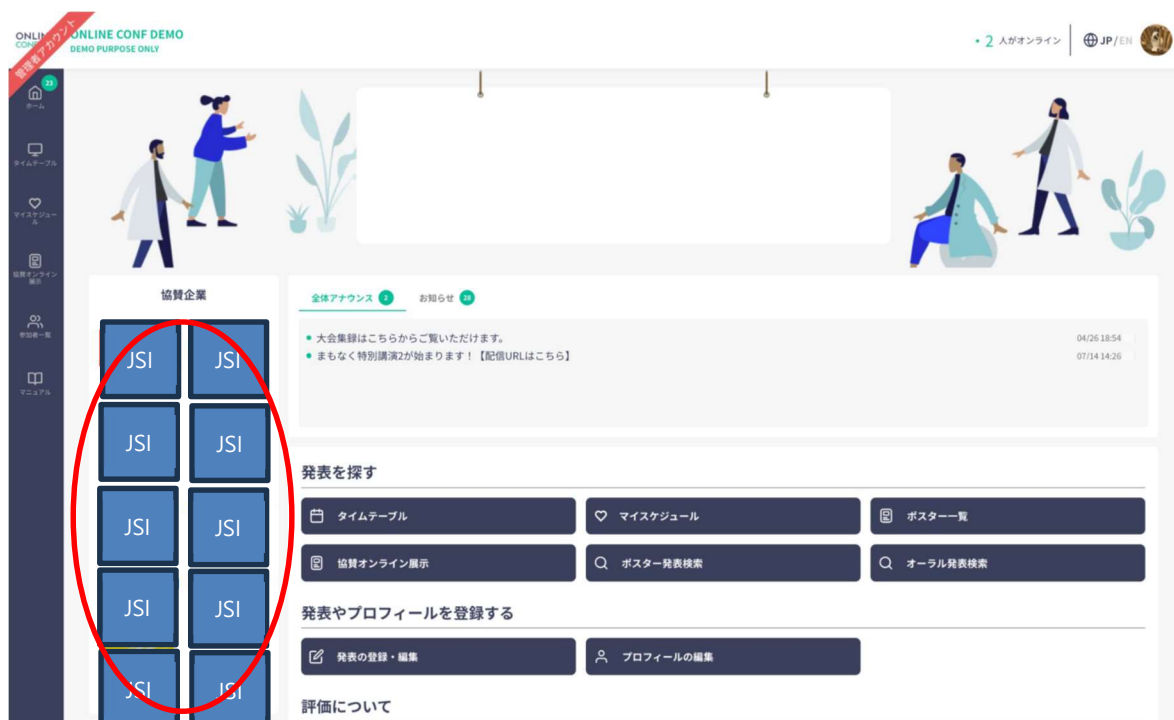 ONLINE CONF DEMO
DEMO PURPOSE ONLY
管理者アカウント
• 2 人がオンライン
JP/EN
23
ホーム
タイムテーブル
マイスケジュー
ル
協賛オンライン
展示
参加者一覧
マニュアル
協賛企業
JSI JSI
JSI JSI
JSI JSI
JSI JSI
JSI JSI
全体アナウンス 2 お知らせ 28
大会集録はこちらからご覧いただけます。 04/26 18:54
まもなく特別講演2が始まります！【配信URLはこちら】 07/14 14:26
発表を探す
タイムテーブル マイスケジュール ポスター一覧
協賛オンライン展示 ポスター発表検索 オーラル発表検索
発表やプロフィールを登録する
発表の登録・編集 プロフィールの編集
評価について